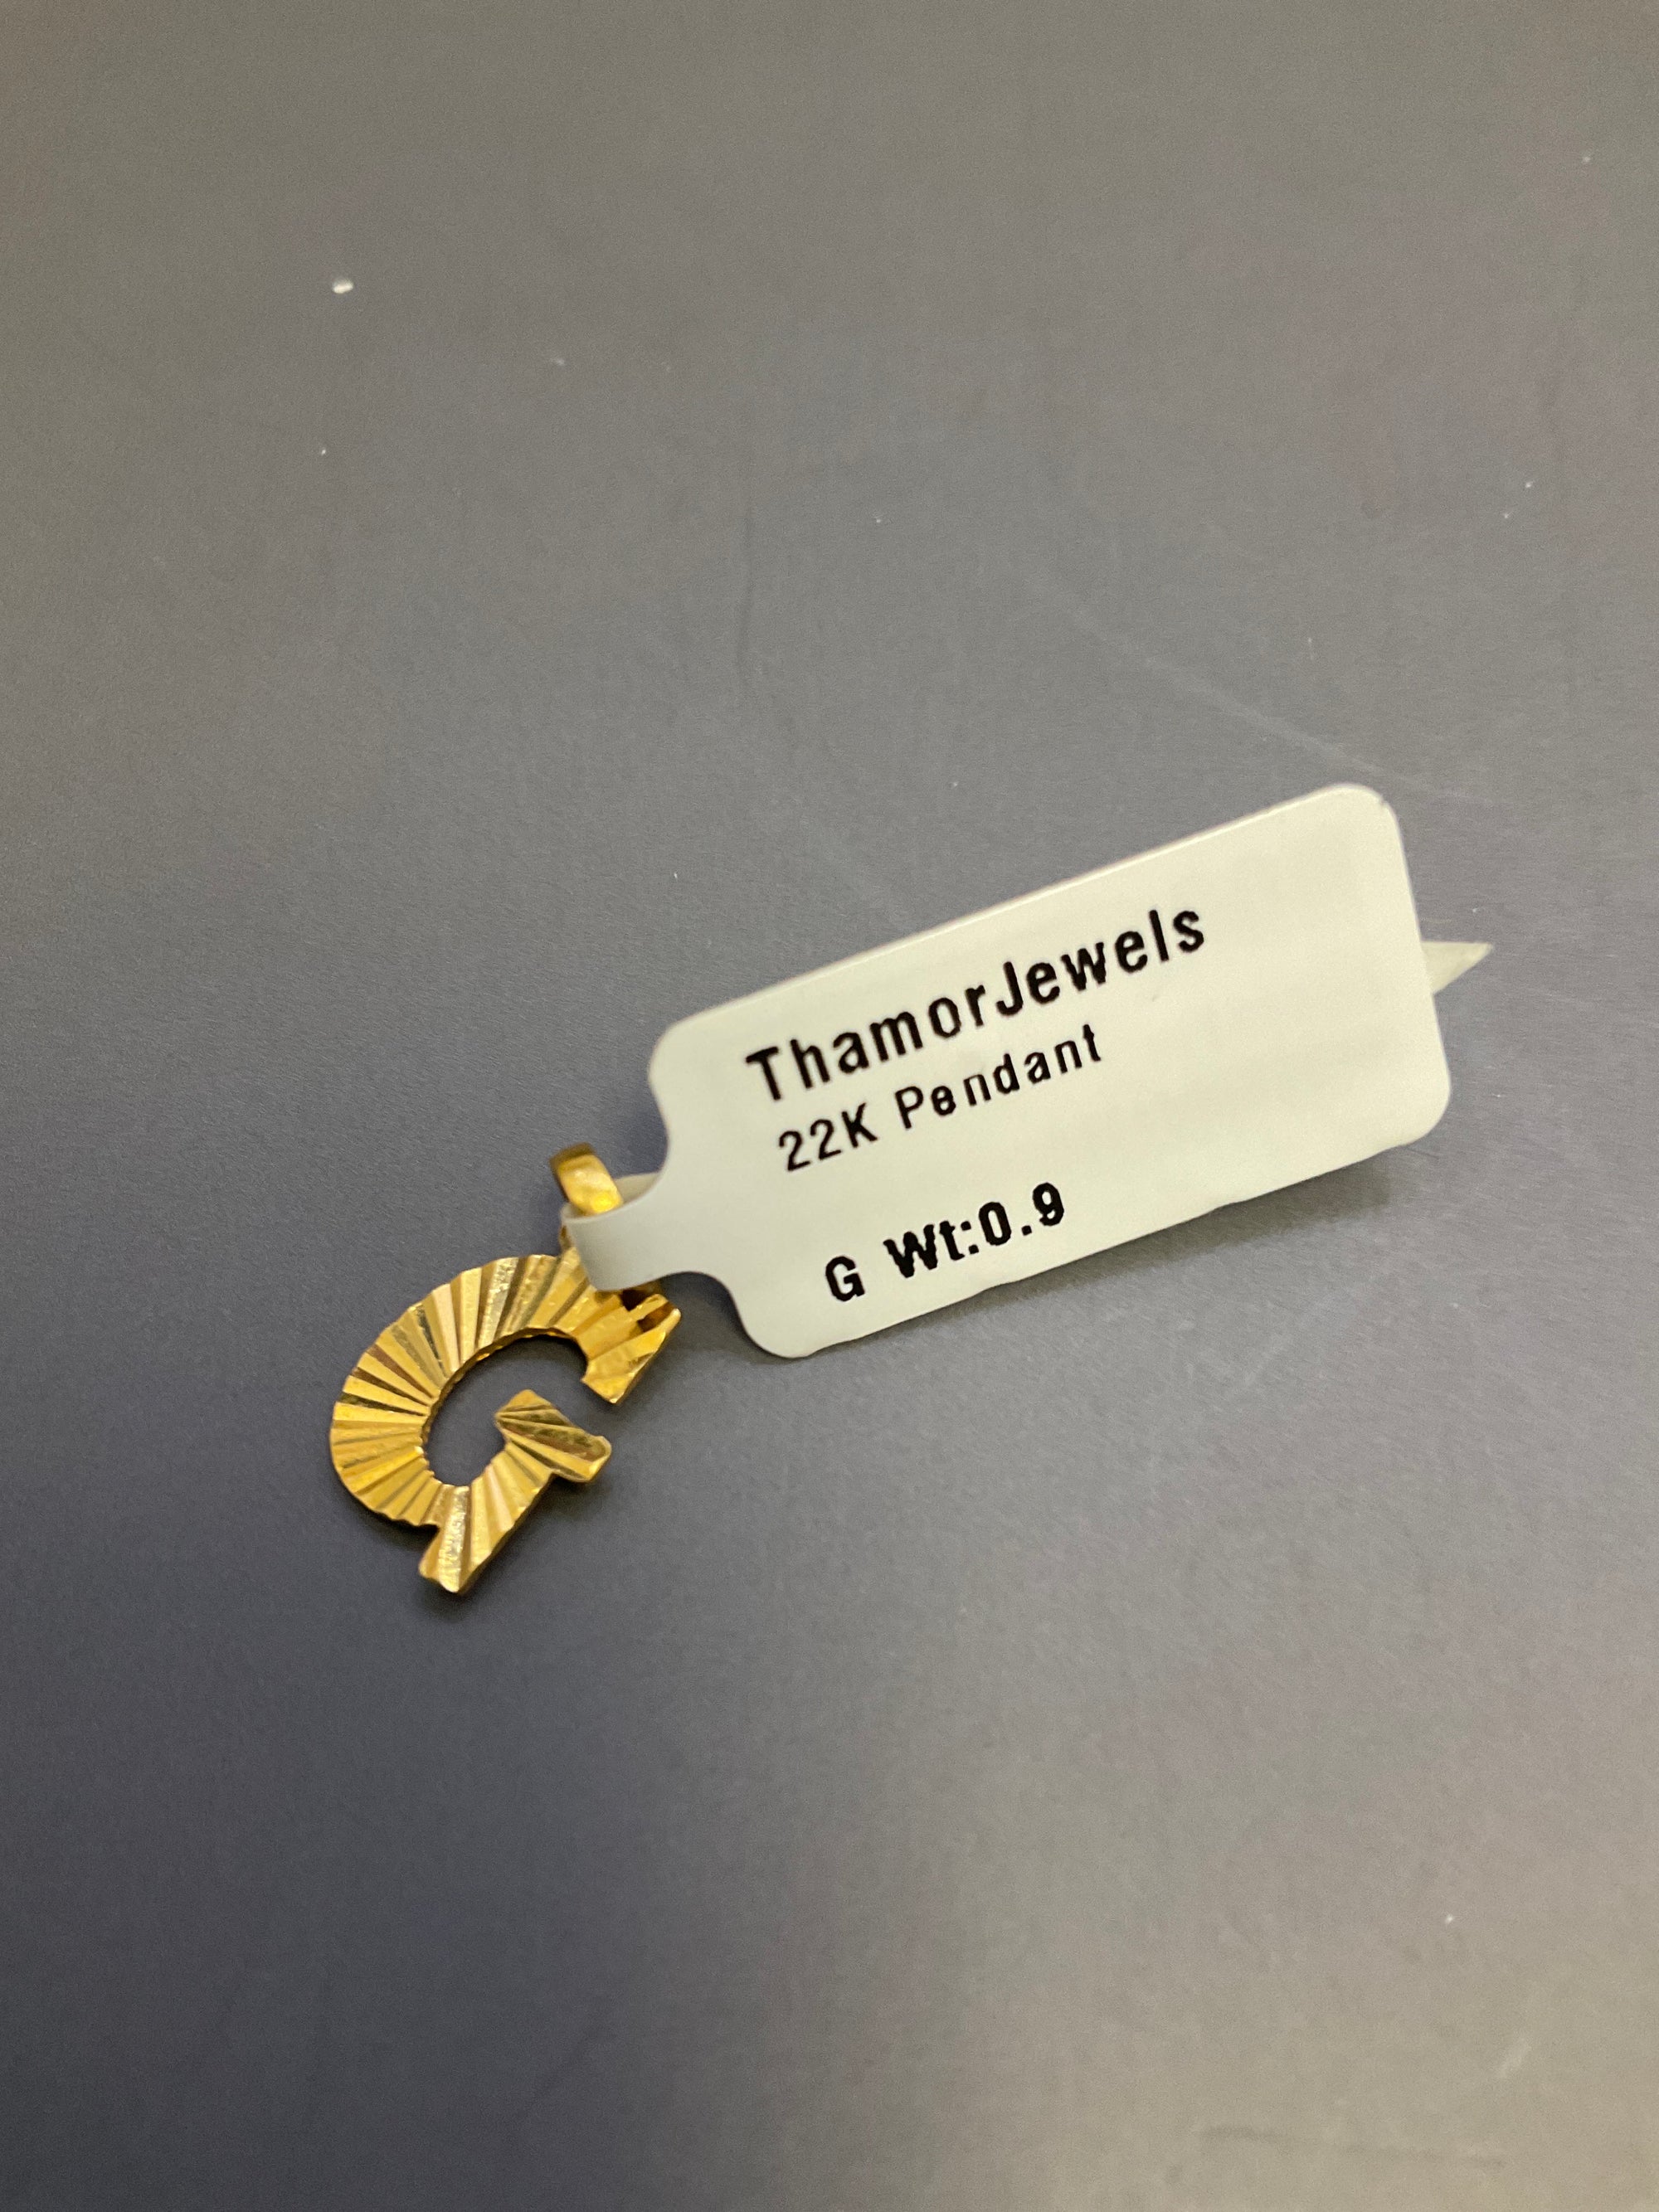 ThamorJewels
22K Pendant
G Wt:0.9
G